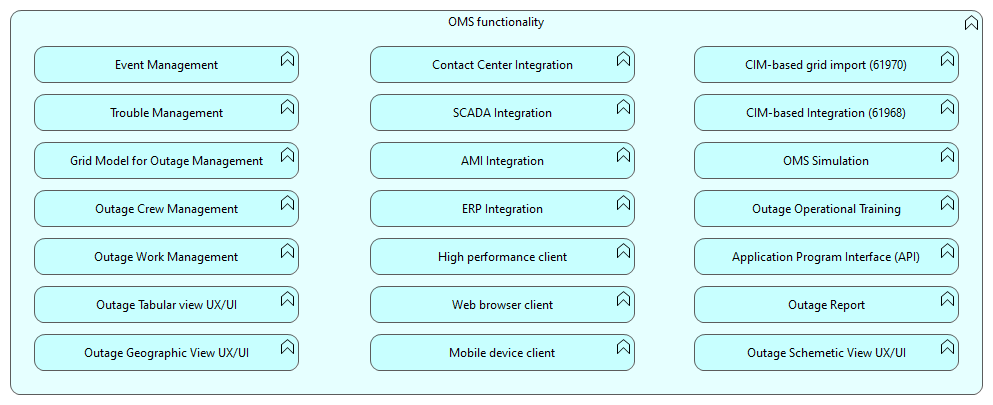 OMS functionality
Event Management
Contact Center Integration
CIM-based grid import (61970)
Trouble Management
SCADA Integration
CIM-based Integration (61968)
Grid Model for Outage Management
AMI Integration
OMS Simulation
Outage Crew Management
ERP Integration
Outage Operational Training
Outage Work Management
High performance client
Application Program Interface (API)
Outage Tabular view UX/UI
Web browser client
Outage Report
Outage Geographic View UX/UI
Mobile device client
Outage Schemetic View UX/UI